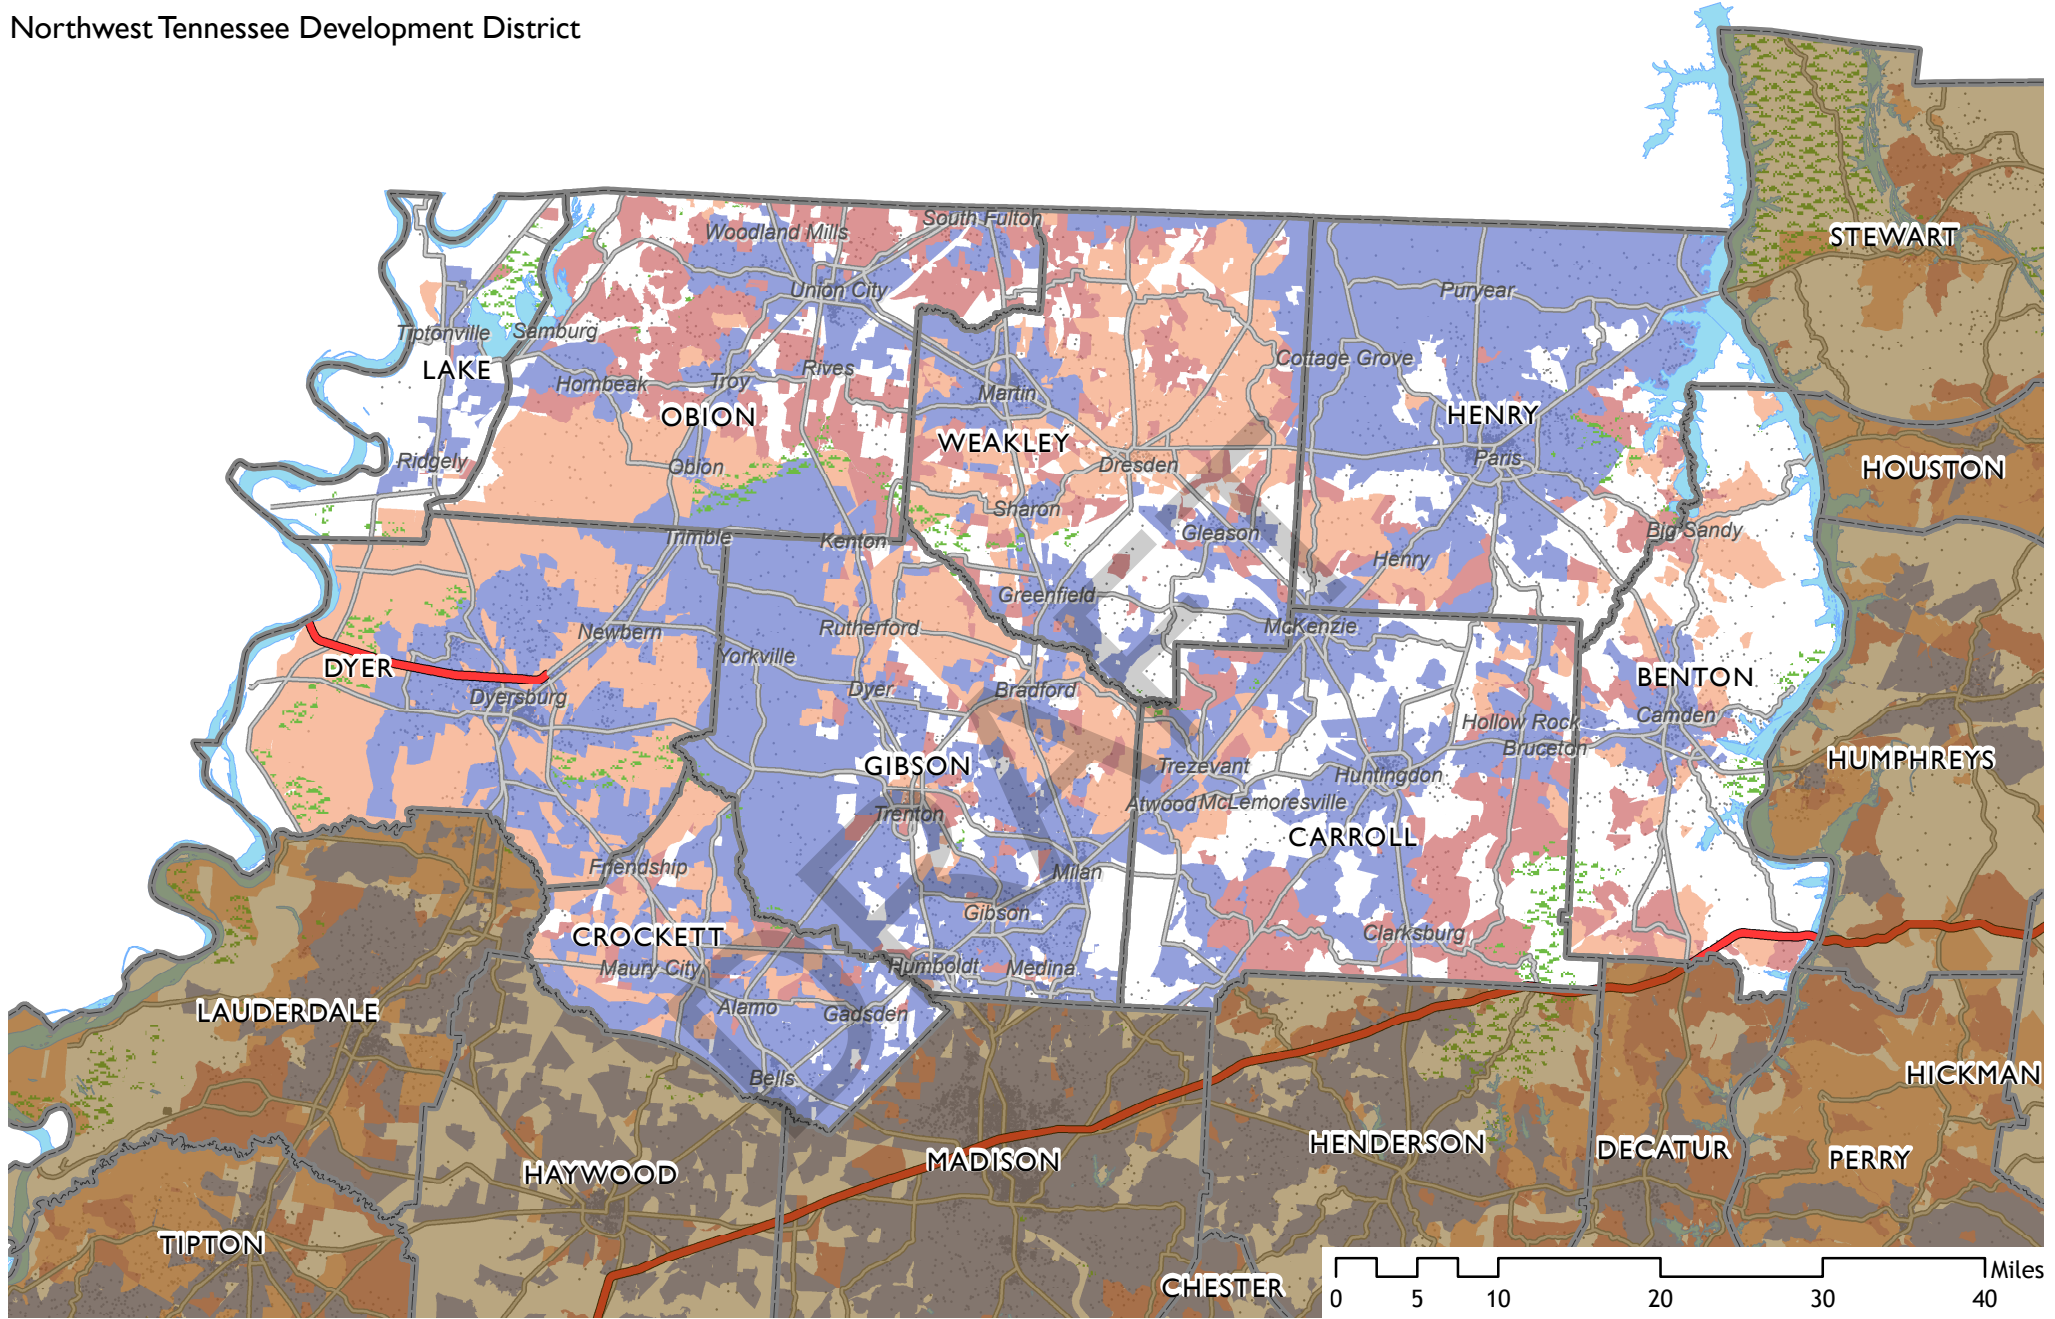 Northwest Tennessee Development District
South Fulton
Woodland Mills
STEWART
Union City
Puryear
Tiptonville
Samburg
LAKE
Cottage Grove
Rives
Hornbeak
Troy
Martin
OBION
HENRY
WEAKLEY
Ridgely
Obion
Dresden
Paris
HOUSTON
Sharon
Gleason
Big Sandy
Trimble
Kenton
Henry
Greenfield
Newbern
Rutherford
McKenzie
Yorkville
DYER
BENTON
Dyersburg
Dyer
Bradford
Camden
Hollow Rock
Bruceton
GIBSON
Trezevant
Huntingdon
HUMPHREYS
Trenton
Atwood
McLemoresville
CARROLL
Friendship
Milan
Gibson
CROCKETT
Clarksburg
Maury City
Humboldt
Medina
LAUDERDALE
Alamo
Gadsden
Bells
HICKMAN
HENDERSON
DECATUR
PERRY
HAYWOOD
MADISON
TIPTON
CHESTER
Miles
0 5 10 20 30 40
DRAFT